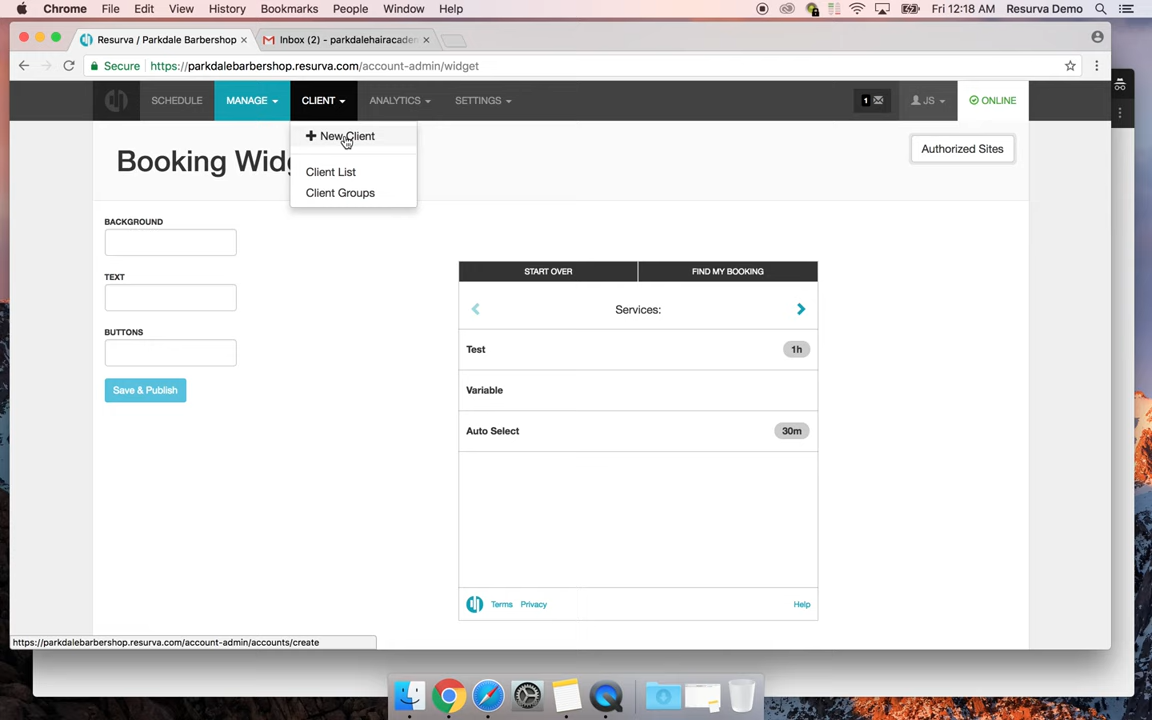 Chrome File Edit View History Bookmarks People Window Help Fri 12:18 AM Resurva Demo
Resurva / Parkdale Barbershop Inbox (2) - parkdalehairacade
Secure https://parkdalebarbershop.resurva.com/account-admin/widget
SCHEDULE MANAGE CLIENT ANALYTICS SETTINGS 1 JS ONLINE
New Client
Booking Wid
Authorized Sites
Client List
Client Groups
BACKGROUND
TEXT
BUTTONS
Save & Publish
START OVER FIND MY BOOKING
Services:
Test 1h
Variable
Auto Select 30m
Terms Privacy Help
https://parkdalebarbershop.resurva.com/account-admin/accounts/create